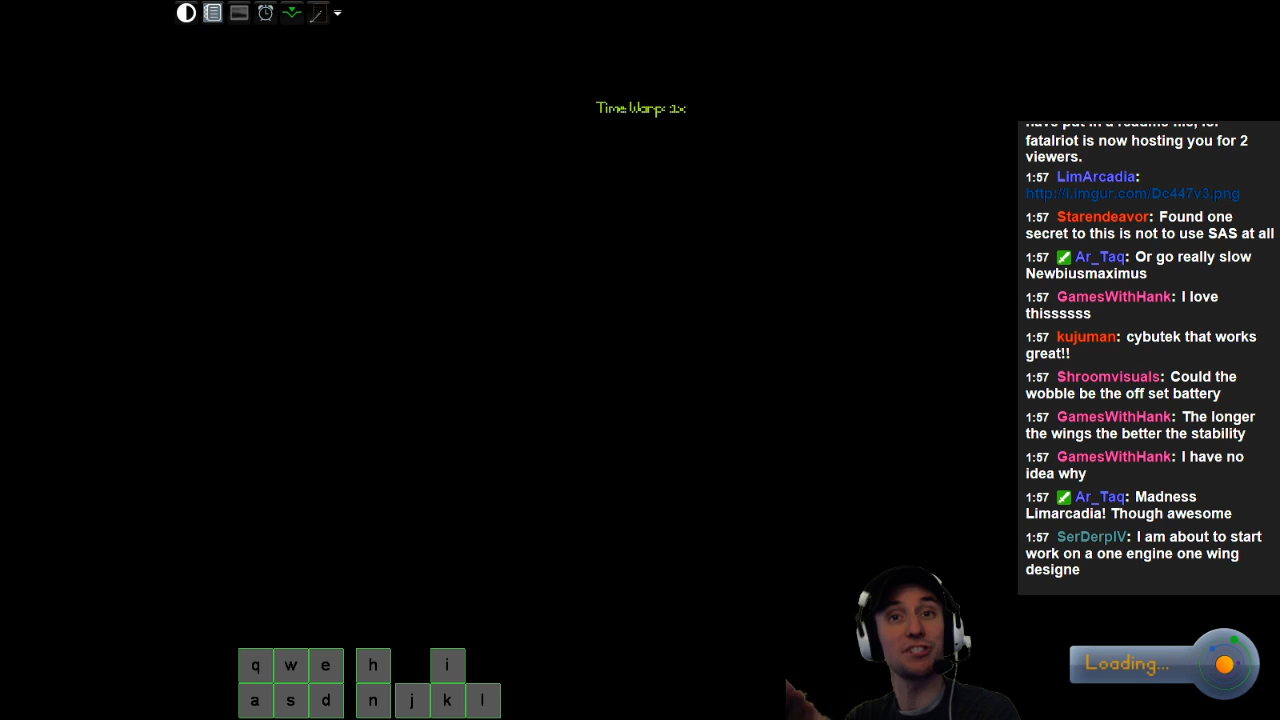 Time Warp: 1x
fatalriot is now hosting you for 2
viewers.
1:57 LimArcadia:
http://i.imgur.com/Dc447v3.png
1:57 Starendeavor: Found one
secret to this is not to use SAS at all
1:57 Ar_Taq: Or go really slow
Newbiusmaximus
1:57 GamesWithHank: I love
thissssss
1:57 kujuman: cybutek that works
great!!
1:57 Shroomvisuals: Could the
wobble be the off set battery
1:57 GamesWithHank: The longer
the wings the better the stability
1:57 GamesWithHank: I have no
idea why
1:57 Ar_Taq: Madness
Limarcadia! Though awesome
1:57 SerDerpIV: I am about to start
work on a one engine one wing
designe
Loading...
q w e h i
a s d n j k l